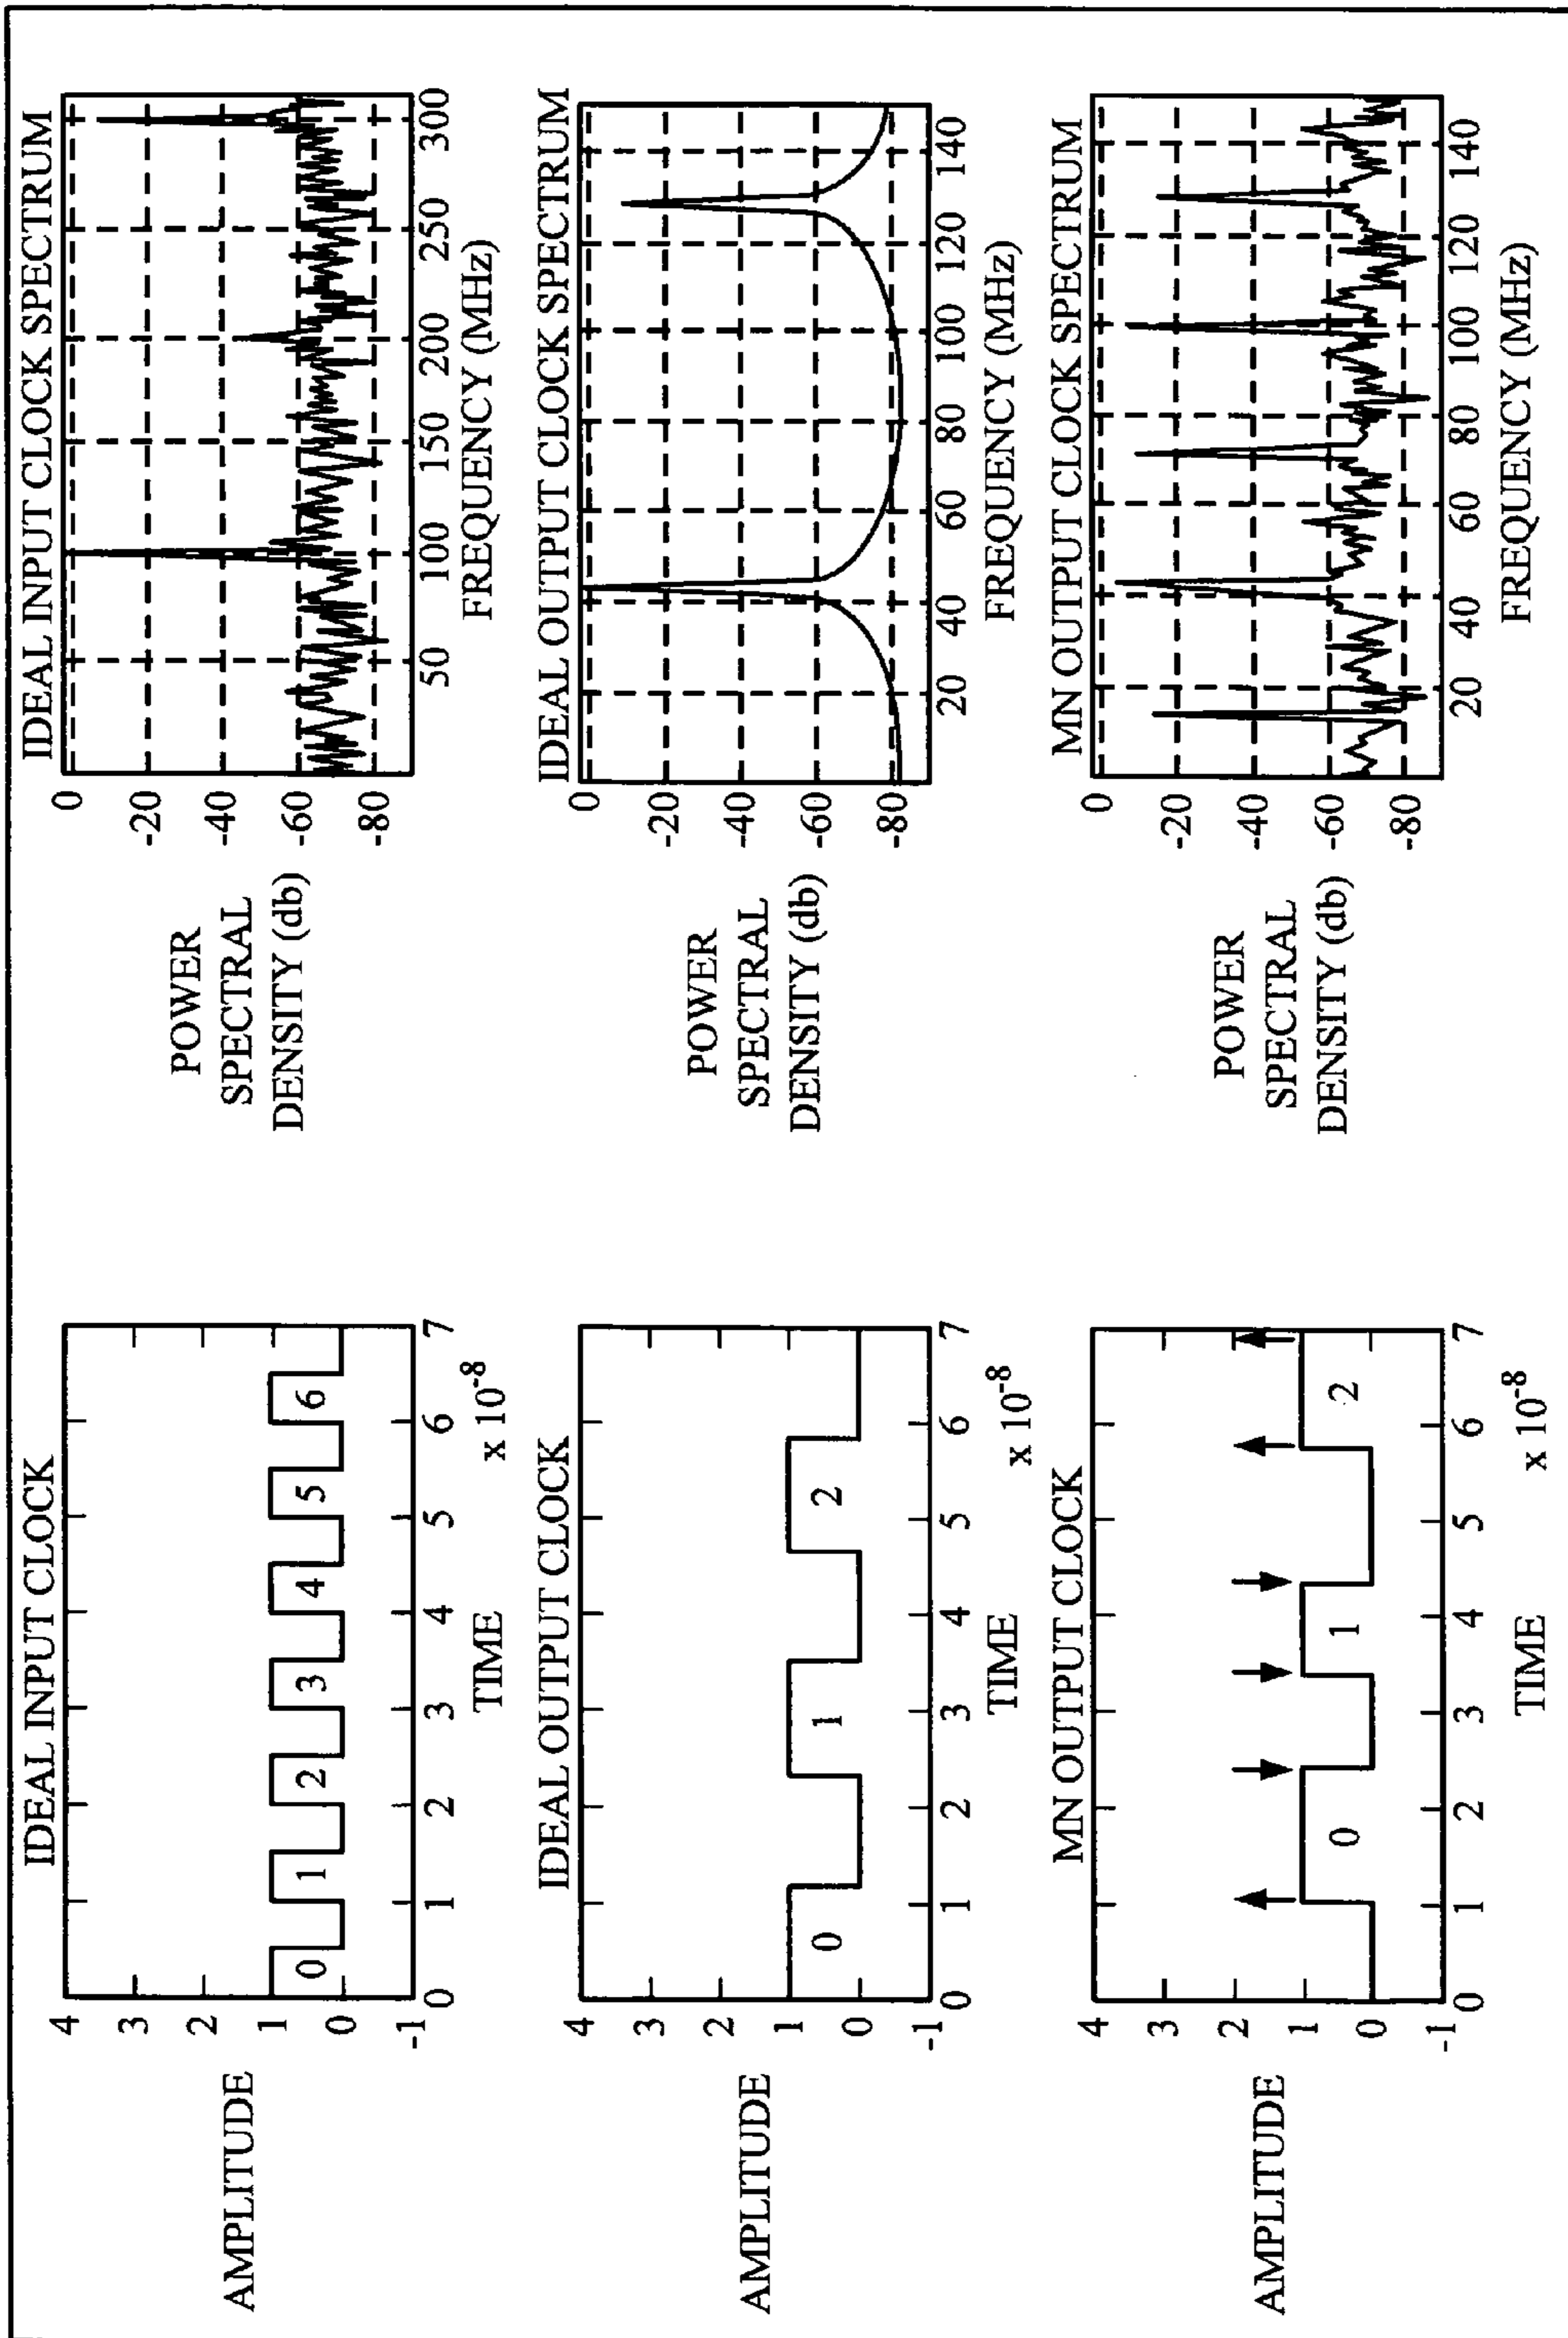 IDEAL INPUT CLOCK
AMPLITUDE
4
3
2
1
0
-1
0 1 2 3 4 5 6
0 1 2 3 4 5 6 7
TIME
x 10-8
IDEAL INPUT CLOCK SPECTRUM
POWER
SPECTRAL
DENSITY (db)
0
-20
-40
-60
-80
50 100 150 200 250 300
FREQUENCY (MHz)
IDEAL OUTPUT CLOCK
AMPLITUDE
4
3
2
1
0
-1
0 1 2
0 1 2 3 4 5 6 7
TIME
x 10-8
IDEAL OUTPUT CLOCK SPECTRUM
POWER
SPECTRAL
DENSITY (db)
0
-20
-40
-60
-80
20 40 60 80 100 120 140
FREQUENCY (MHz)
MN OUTPUT CLOCK
AMPLITUDE
4
3
2
1
0
-1
0 1 2
0 1 2 3 4 5 6 7
TIME
x 10-8
MN OUTPUT CLOCK SPECTRUM
POWER
SPECTRAL
DENSITY (db)
0
-20
-40
-60
-80
20 40 60 80 100 120 140
FREQUENCY (MHz)